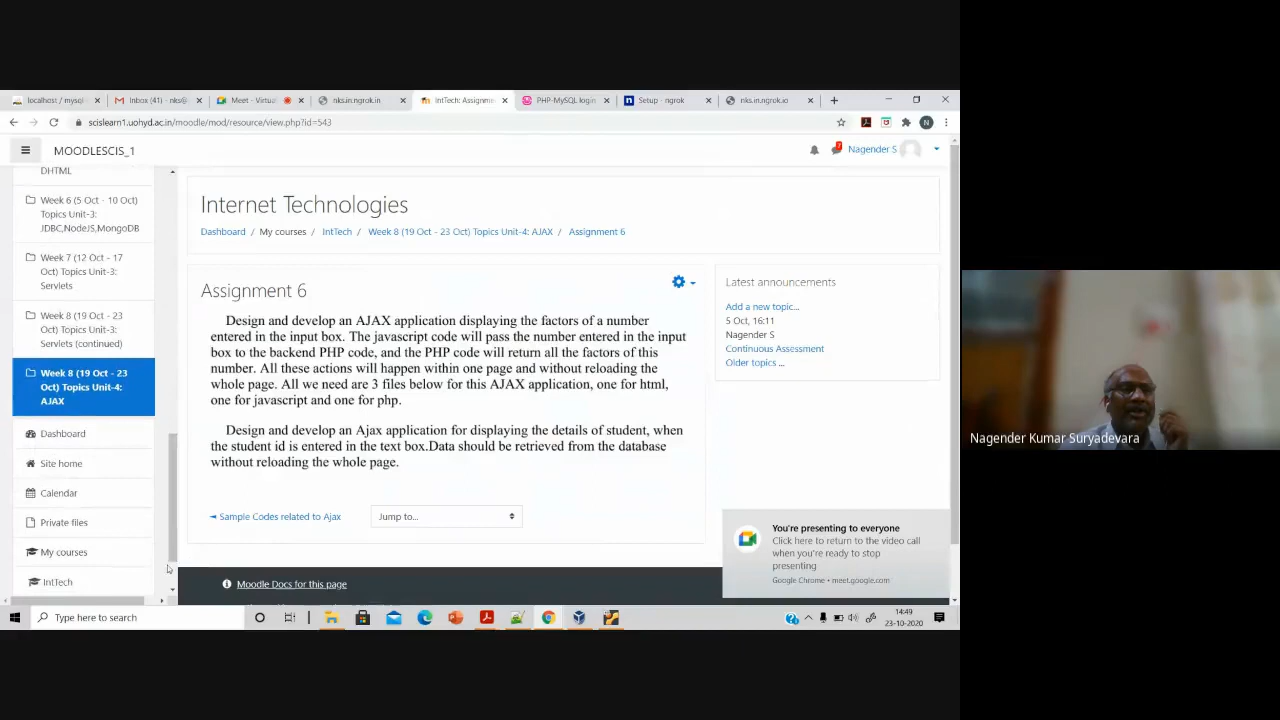 localhost / mysql
Inbox (41) - nks@
Meet - Virtua
nks.in.ngrok.in
IntTech: Assignme
PHP-MySQL login
Setup - ngrok
nks.in.ngrok.io
scislearn1.uohyd.ac.in/moodle/mod/resource/view.php?id=543
N
MOODLESCIS_1
Nagender S
DHTML
Week 6 (5 Oct - 10 Oct)
Topics Unit-3:
JDBC,NodeJS,MongoDB
Week 7 (12 Oct - 17
Oct) Topics Unit-3:
Servlets
Week 8 (19 Oct - 23
Oct) Topics Unit-3:
Servlets (continued)
Week 8 (19 Oct - 23
Oct) Topics Unit-4:
AJAX
Dashboard
Site home
Calendar
Private files
My courses
IntTech
Internet Technologies
Dashboard / My courses / IntTech / Week 8 (19 Oct - 23 Oct) Topics Unit-4: AJAX / Assignment 6
Assignment 6
Design and develop an AJAX application displaying the factors of a number
entered in the input box. The javascript code will pass the number entered in the input
box to the backend PHP code, and the PHP code will return all the factors of this
number. All these actions will happen within one page and without reloading the
whole page. All we need are 3 files below for this AJAX application, one for html,
one for javascript and one for php.
Design and develop an Ajax application for displaying the details of student, when
the student id is entered in the text box.Data should be retrieved from the database
without reloading the whole page.
◄ Sample Codes related to Ajax
Jump to...
Latest announcements
Add a new topic...
5 Oct, 16:11
Nagender S
Continuous Assessment
Older topics ...
You're presenting to everyone
Click here to return to the video call
when you're ready to stop
presenting
Google Chrome • meet.google.com
Moodle Docs for this page
Type here to search
14:49
23-10-2020
Nagender Kumar Suryadevara